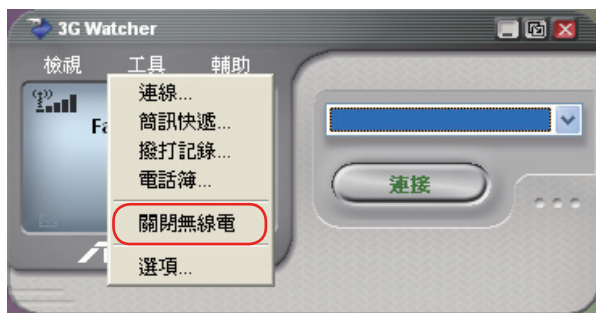 3G Watcher
檢視 工具 輔助
連線...
Fa
簡訊快遞...
撥打記錄...
電話簿...
連接
關閉無線電
選項...